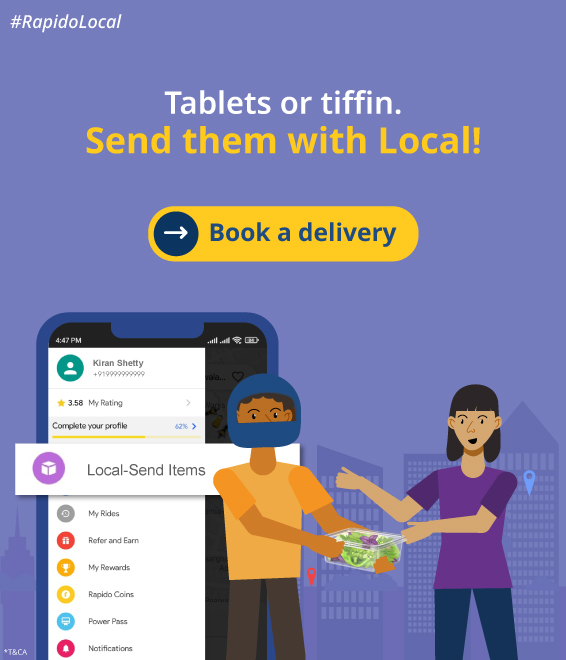 #RapidoLocal
Tablets or tiffin.
Send them with Local!
Book a delivery
4:47 PM
84
Kiran Shetty
+919999999999
3.58 My Rating
Complete your profile 62%
Local-Send Items
My Rides
Refer and Earn
My Rewards
Rapido Coins
Power Pass
Notifications
*T&CA